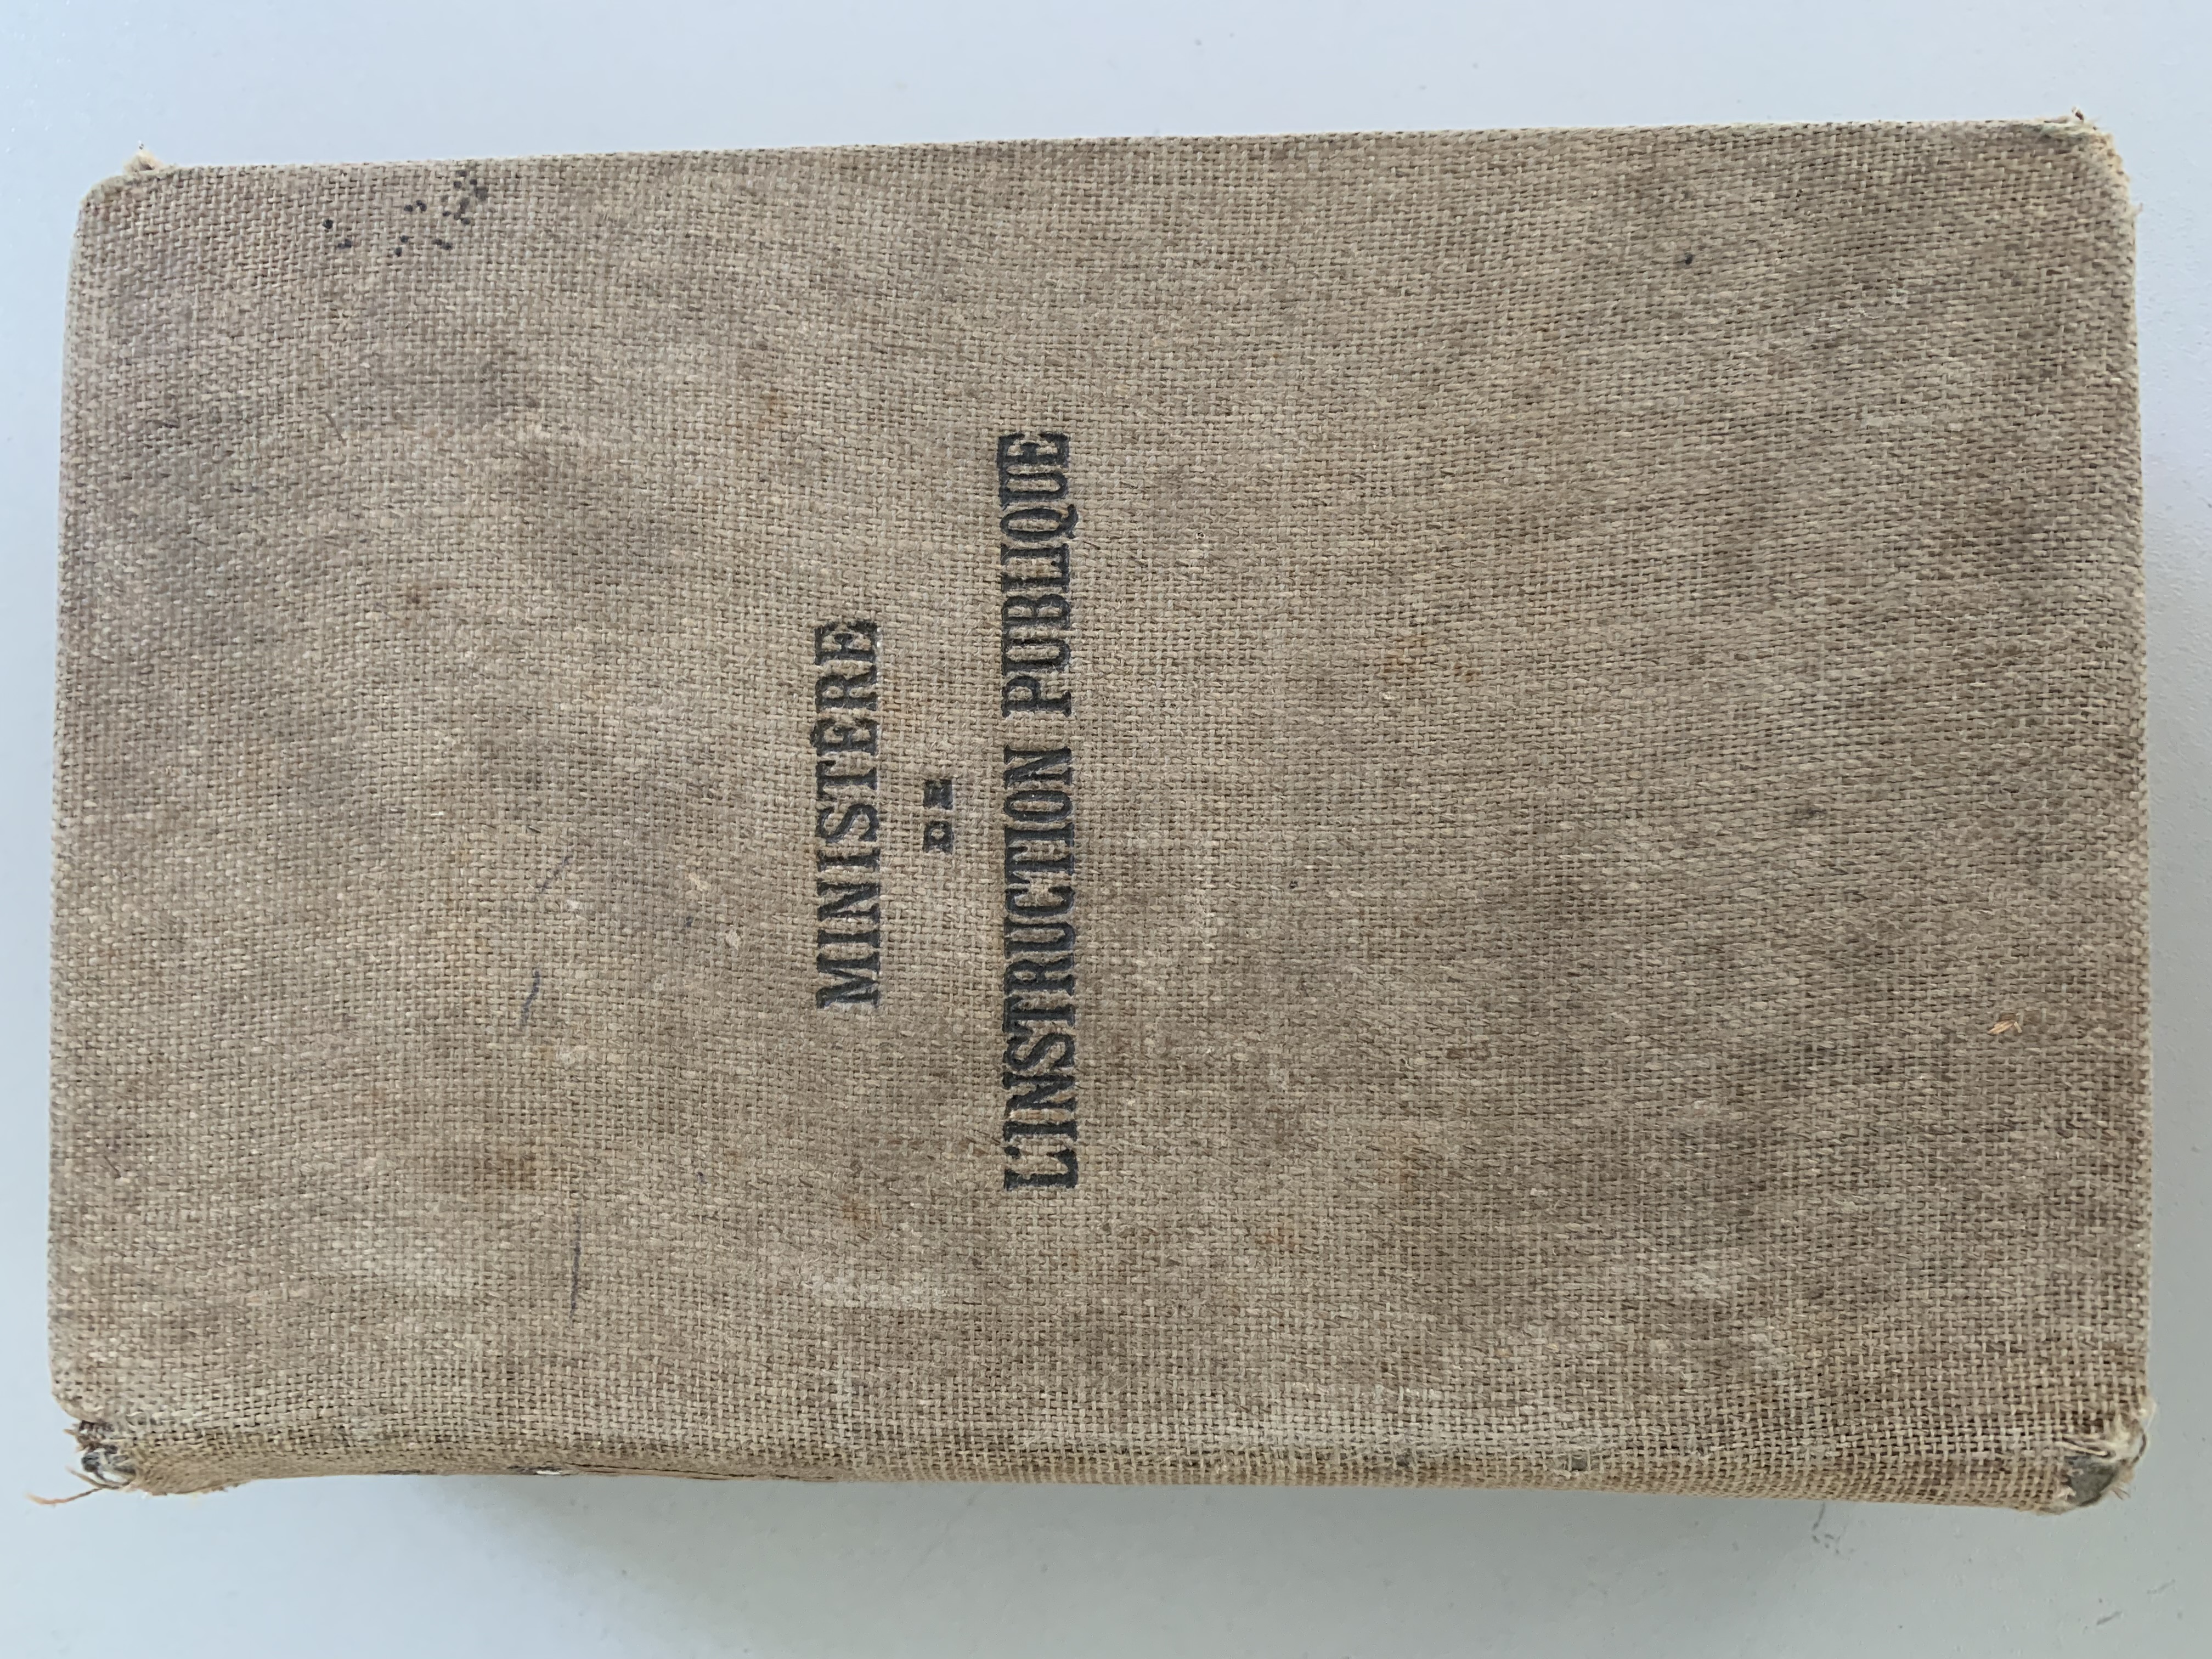 MINISTÈRE
DE
L'INSTRUCTION PUBLIQUE